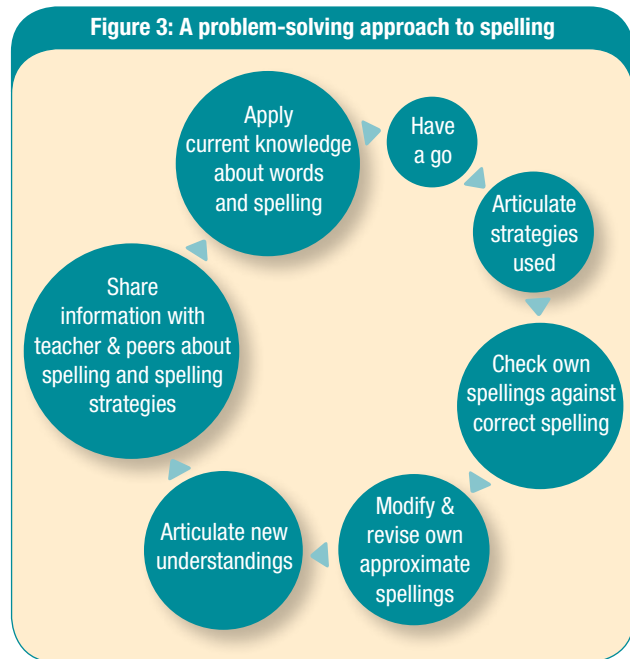 Figure 3: A problem-solving approach to spelling
Apply
current knowledge
about words
and spelling
Have
a go
Articulate
strategies
used
Check own
spellings against
correct spelling
Modify &
revise own
approximate
spellings
Articulate new
understandings
Share
information with
teacher & peers about
spelling and spelling
strategies